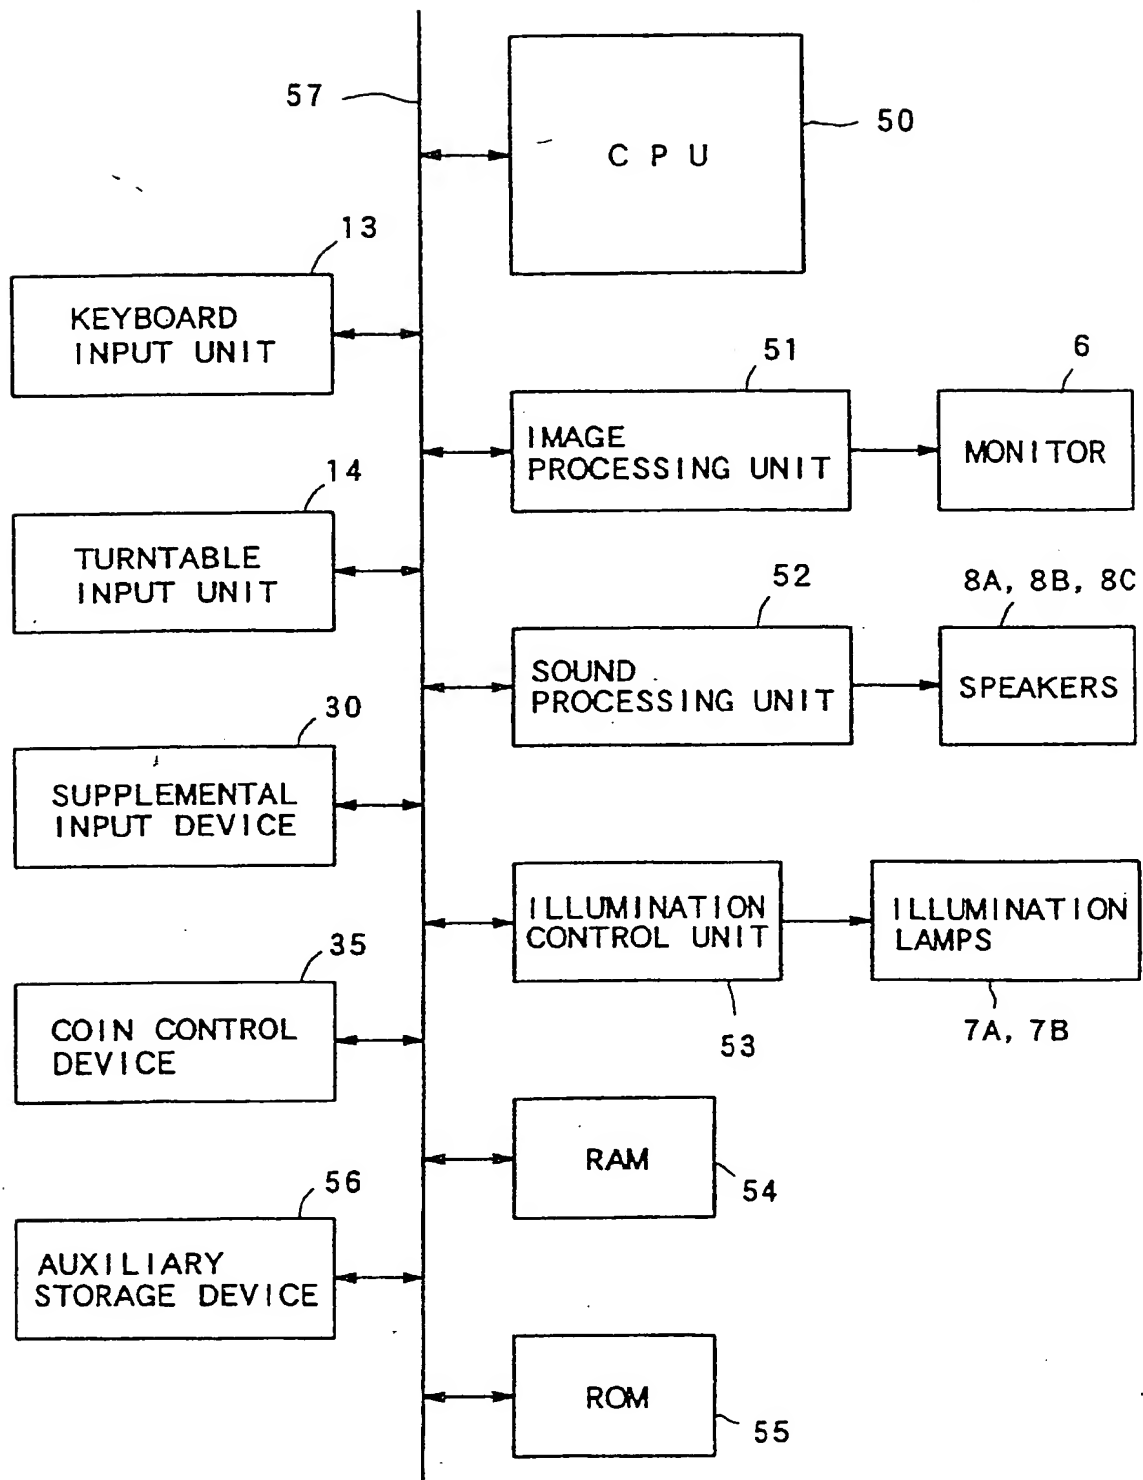 57
50
C P U
13
KEYBOARD
INPUT UNIT
51
6
IMAGE
PROCESSING UNIT
MONITOR
14
TURNTABLE
INPUT UNIT
52
8A, 8B, 8C
SOUND
PROCESSING UNIT
SPEAKERS
30
SUPPLEMENTAL
INPUT DEVICE
ILLUMINATION
CONTROL UNIT
ILLUMINATION
LAMPS
53
7A, 7B
35
COIN CONTROL
DEVICE
RAM
54
56
AUXILIARY
STORAGE DEVICE
ROM
55